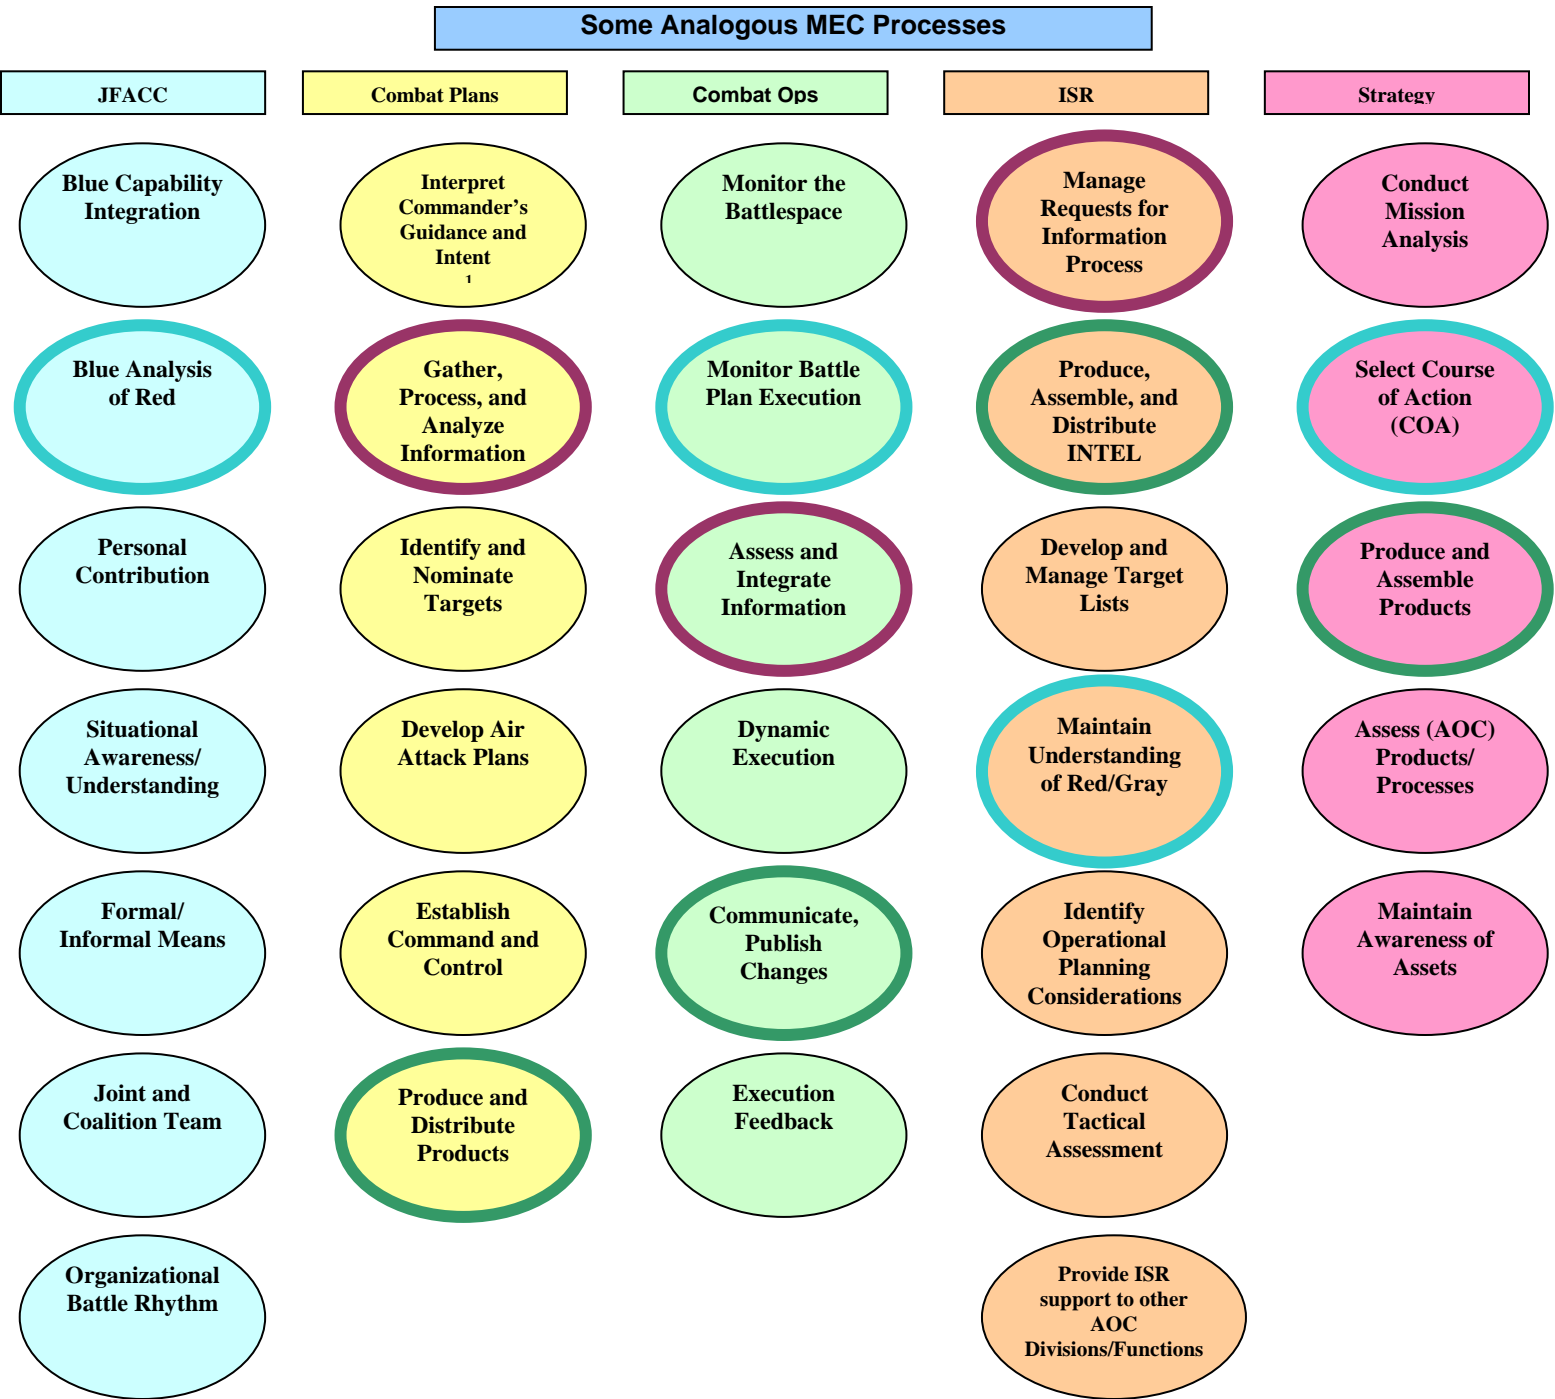 Some Analogous MEC Processes
JFACC
Combat Plans
Combat Ops
ISR
Strategy
Blue Capability
Integration
Interpret
Commander's
Guidance and
Intent
1
Monitor the
Battlespace
Manage
Requests for
Information
Process
Conduct
Mission
Analysis
Blue Analysis
of Red
Gather,
Process, and
Analyze
Information
Monitor Battle
Plan Execution
Produce,
Assemble, and
Distribute
INTEL
Select Course
of Action
(COA)
Personal
Contribution
Identify and
Nominate
Targets
Assess and
Integrate
Information
Develop and
Manage Target
Lists
Produce and
Assemble
Products
Situational
Awareness/
Understanding
Develop Air
Attack Plans
Dynamic
Execution
Maintain
Understanding
of Red/Gray
Assess (AOC)
Products/
Processes
Formal/
Informal Means
Establish
Command and
Control
Communicate,
Publish
Changes
Identify
Operational
Planning
Considerations
Maintain
Awareness of
Assets
Joint and
Coalition Team
Produce and
Distribute
Products
Execution
Feedback
Conduct
Tactical
Assessment
Organizational
Battle Rhythm
Provide ISR
support to other
AOC
Divisions/Functions